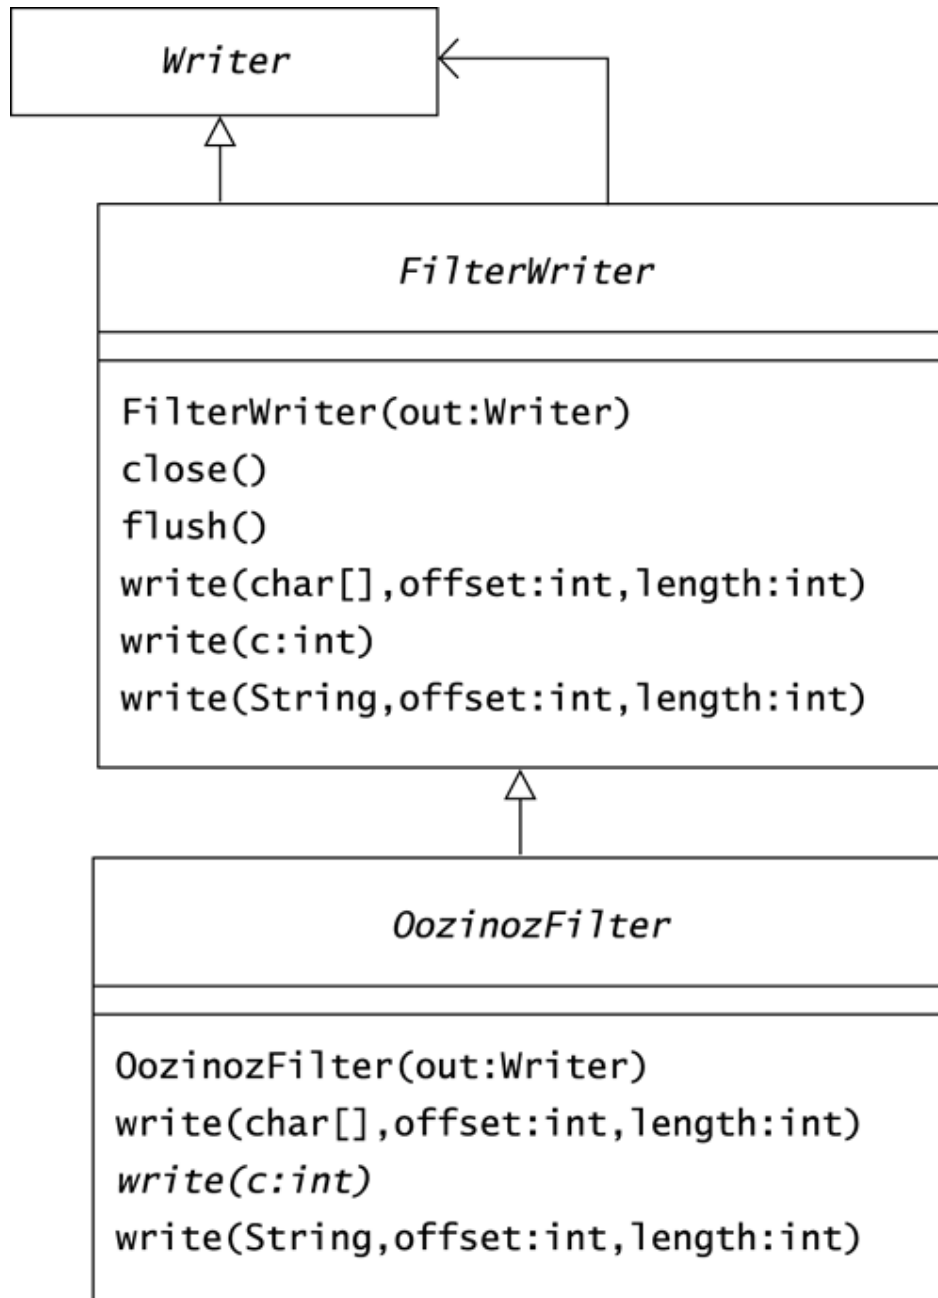 Writer
FilterWriter
FilterWriter(out:Writer)
close()
flush()
write(char[],offset:int,length:int)
write(c:int)
write(String,offset:int,length:int)
OozinozFilter
OozinozFilter(out:Writer)
write(char[],offset:int,length:int)
write(c:int)
write(String,offset:int,length:int)